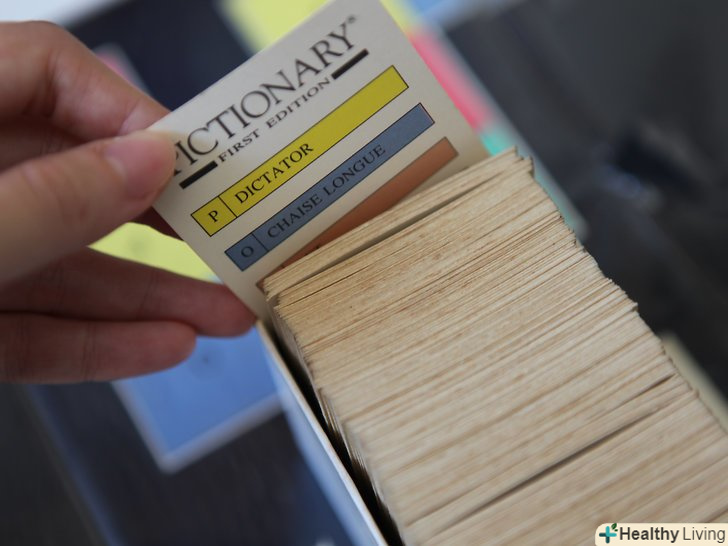 PICTIONARY®
FIRST EDITION
P DICTATOR
O CHAISE LONGUE
Healthy Living